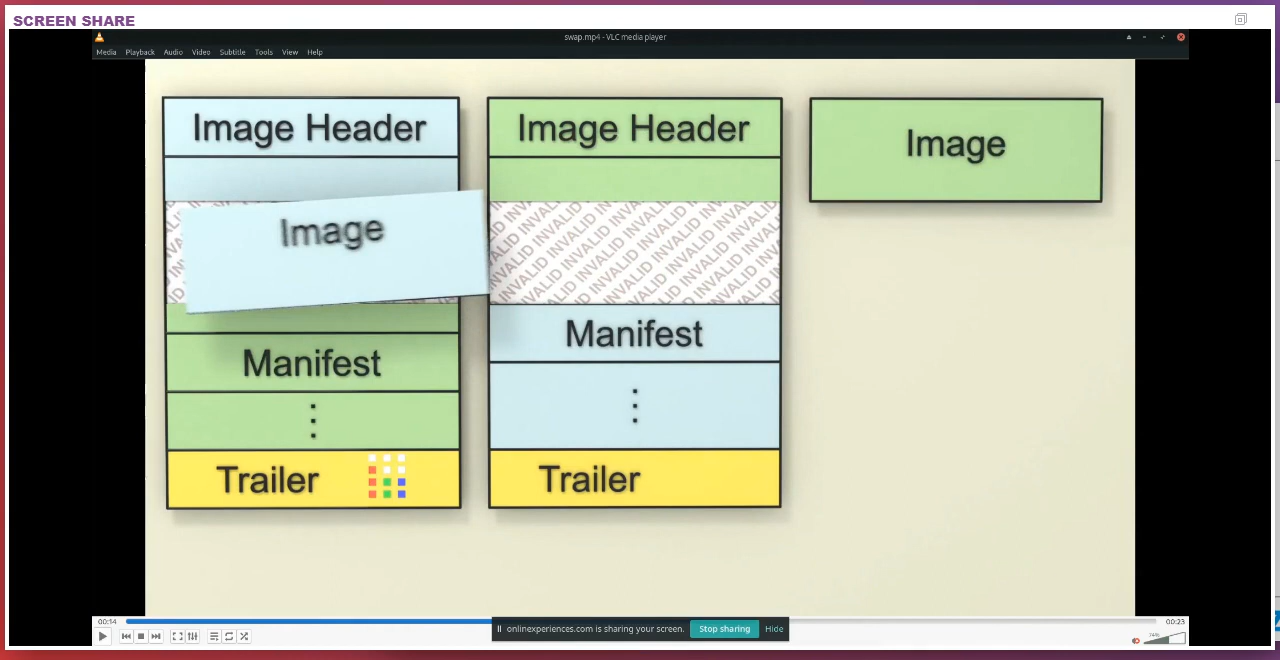 SCREEN SHARE
swap.mp4 - VLC media player
Media Playback Audio Video Subtitle Tools View Help
Image Header
Image Header
Image
Image
INVALID INVALID INVALID INVALID
Manifest
Manifest
Trailer
Trailer
00:14
00:23
onlinexperiences.com is sharing your screen. Stop sharing Hide
74%